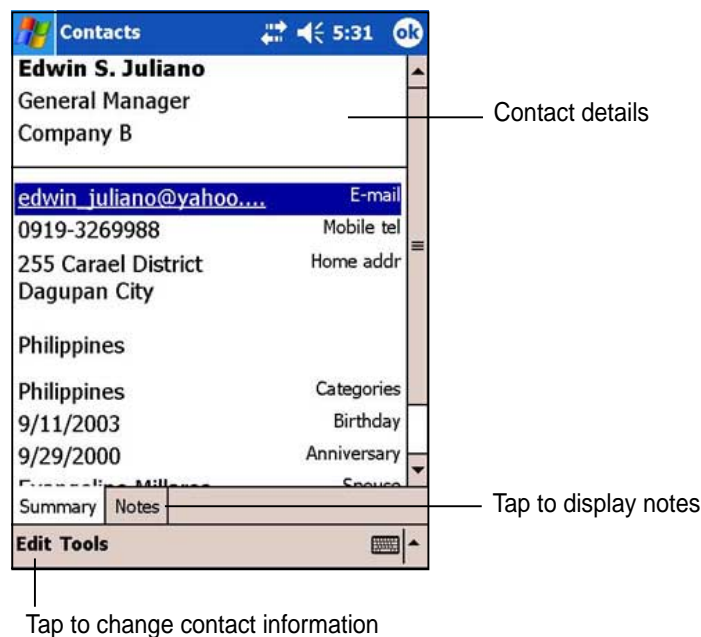 Contacts 5:31 ok
Edwin S. Juliano
General Manager
Company B
Contact details
edwin_juliano@yahoo.... E-mail
0919-3269988 Mobile tel
255 Carael District Home addr
Dagupan City
Philippines
Philippines Categories
9/11/2003 Birthday
9/29/2000 Anniversary
Spouse
Summary Notes
Tap to display notes
Edit Tools
Tap to change contact information